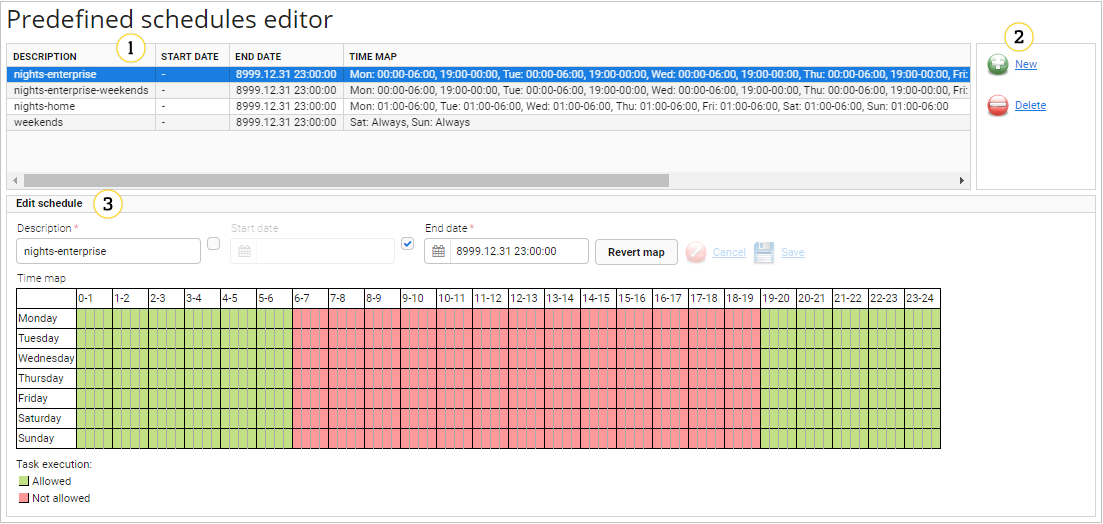 Predefined schedules editor
1
2
DESCRIPTION START DATE END DATE TIME MAP
nights-enterprise - 8999.12.31 23:00:00 Mon: 00:00-06:00, 19:00-00:00, Tue: 00:00-06:00, 19:00-00:00, Wed: 00:00-06:00, 19:00-00:00, Thu: 00:00-06:00, 19:00-00:00, Fri:
nights-enterprise-weekends - 8999.12.31 23:00:00 Mon: 00:00-06:00, 19:00-00:00, Tue: 00:00-06:00, 19:00-00:00, Wed: 00:00-06:00, 19:00-00:00, Thu: 00:00-06:00, 19:00-00:00, Fri:
nights-home - 8999.12.31 23:00:00 Mon: 01:00-06:00, Tue: 01:00-06:00, Wed: 01:00-06:00, Thu: 01:00-06:00, Fri: 01:00-06:00, Sat: 01:00-06:00, Sun: 01:00-06:00
weekends - 8999.12.31 23:00:00 Sat: Always, Sun: Always
New
Delete
Edit schedule 3
Description * Start date End date *
nights-enterprise 8999.12.31 23:00:00 Revert map Cancel Save
Time map
0-1 1-2 2-3 3-4 4-5 5-6 6-7 7-8 8-9 9-10 10-11 11-12 12-13 13-14 14-15 15-16 16-17 17-18 18-19 19-20 20-21 21-22 22-23 23-24
Monday
Tuesday
Wednesday
Thursday
Friday
Saturday
Sunday
Task execution:
Allowed
Not allowed